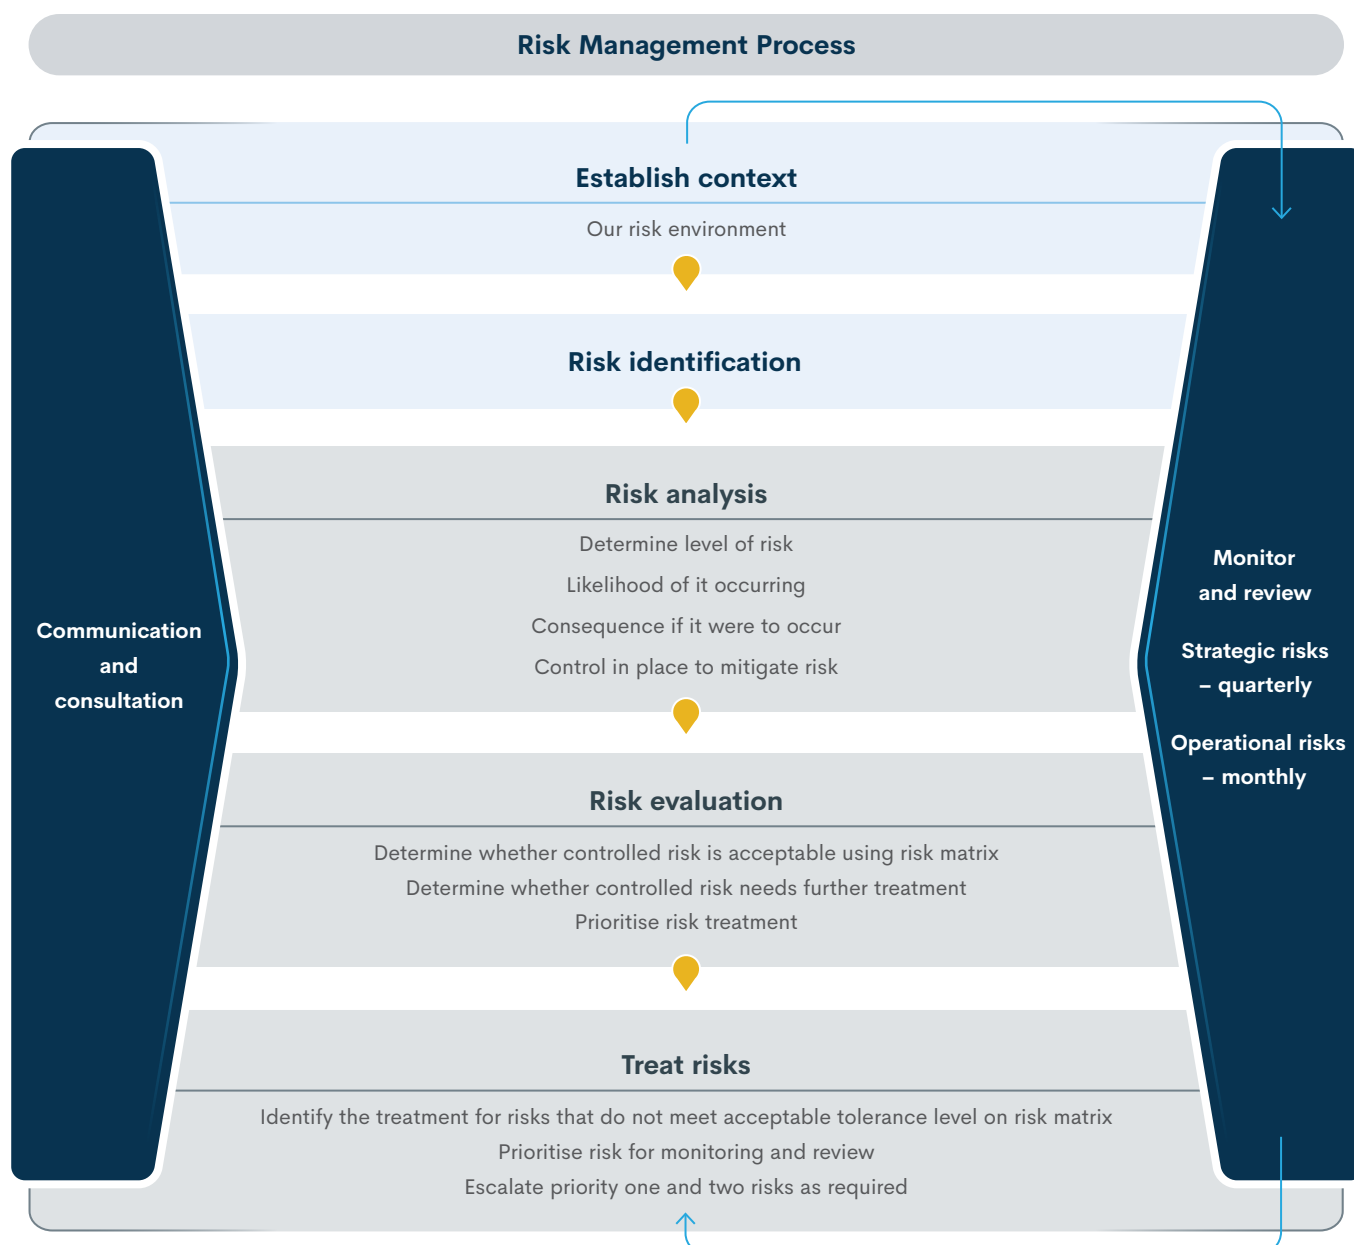 Risk Management Process
Establish context
Our risk environment
Risk identification
Risk analysis
Determine level of risk
Likelihood of it occurring
Consequence if it were to occur
Control in place to mitigate risk
Communication
and
consultation
Monitor
and review
Strategic risks
– quarterly
Operational risks
– monthly
Risk evaluation
Determine whether controlled risk is acceptable using risk matrix
Determine whether controlled risk needs further treatment
Prioritise risk treatment
Treat risks
Identify the treatment for risks that do not meet acceptable tolerance level on risk matrix
Prioritise risk for monitoring and review
Escalate priority one and two risks as required